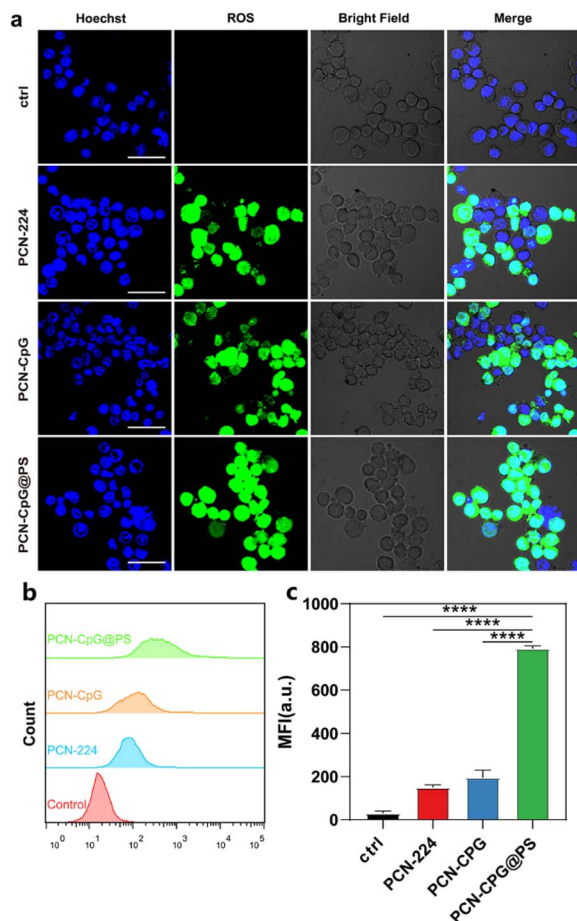 a
Hoechst ROS Bright Field Merge
ctrl
PCN-224
PCN-CpG
PCN-CpG@PS
b
PCN-CpG@PS
PCN-CpG
PCN-224
Control
Count
10⁰ 10¹ 10² 10³ 10⁴ 10⁵
c
1000
800
600
400
200
0
MFI(a.u.)
****
****
****
ctrl
PCN-224
PCN-CPG
PCN-CPG@PS